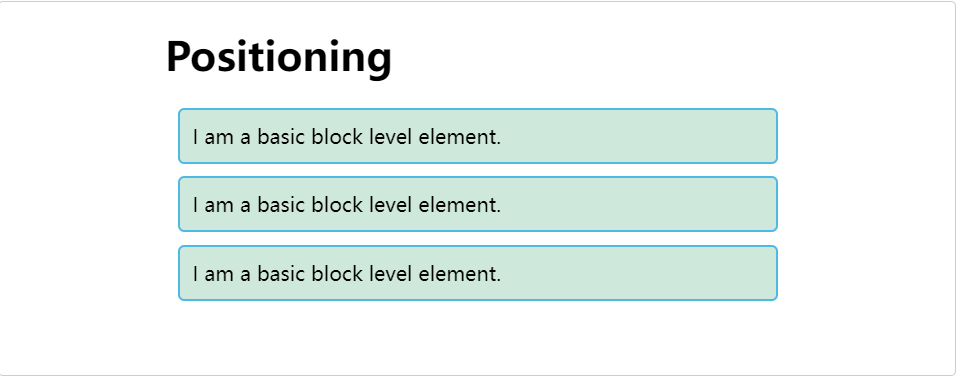 Positioning
I am a basic block level element.
I am a basic block level element.
I am a basic block level element.